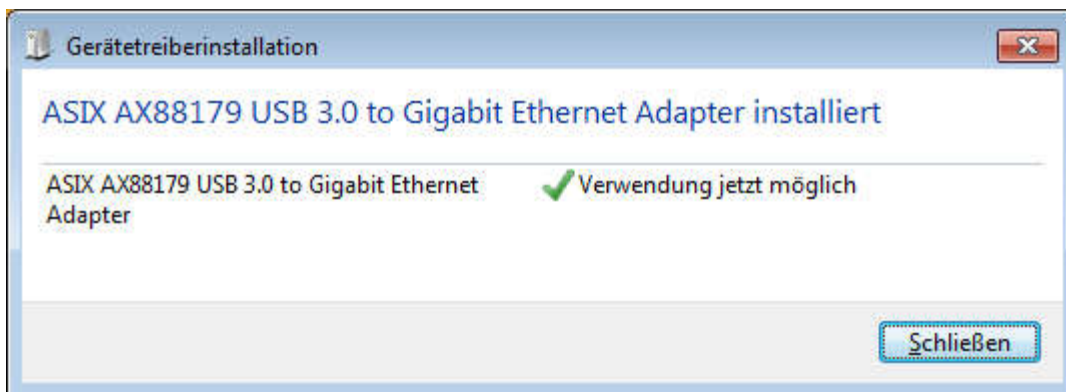 Gerätetreiberinstallation
ASIX AX88179 USB 3.0 to Gigabit Ethernet Adapter installiert
ASIX AX88179 USB 3.0 to Gigabit Ethernet
Adapter
Verwendung jetzt möglich
Schließen